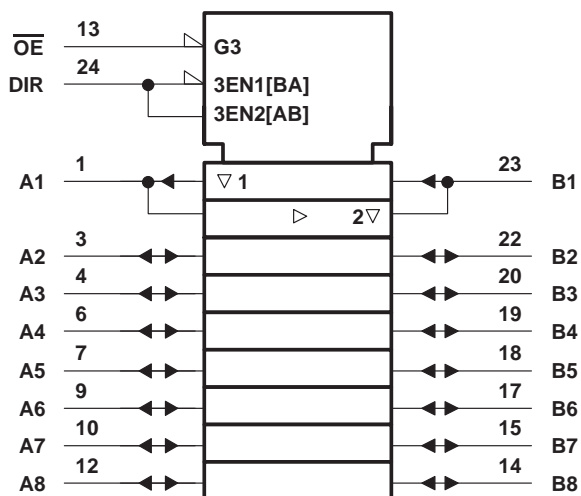 13
OE G3
24
DIR 3EN1[BA]
3EN2[AB]
1 23
A1 ▽ 1 B1
▷ 2▽
3 22
A2 B2
4 20
A3 B3
6 19
A4 B4
7 18
A5 B5
9 17
A6 B6
10 15
A7 B7
12 14
A8 B8